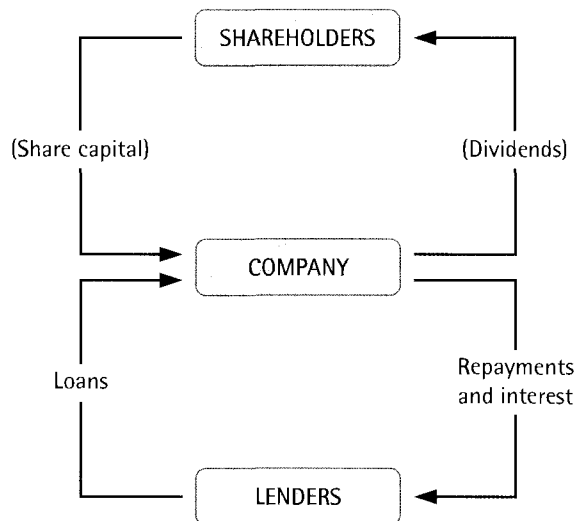 SHAREHOLDERS
(Share capital)
(Dividends)
COMPANY
Loans
Repayments
and interest
LENDERS